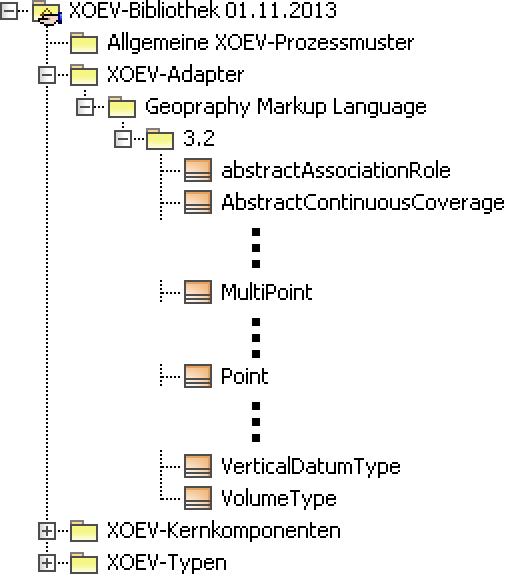 XOEV-Bibliothek 01.11.2013
Allgemeine XOEV-Prozessmuster
XOEV-Adapter
Geopraphy Markup Language
3.2
abstractAssociationRole
AbstractContinuousCoverage
MultiPoint
Point
VerticalDatumType
VolumeType
XOEV-Kernkomponenten
XOEV-Typen